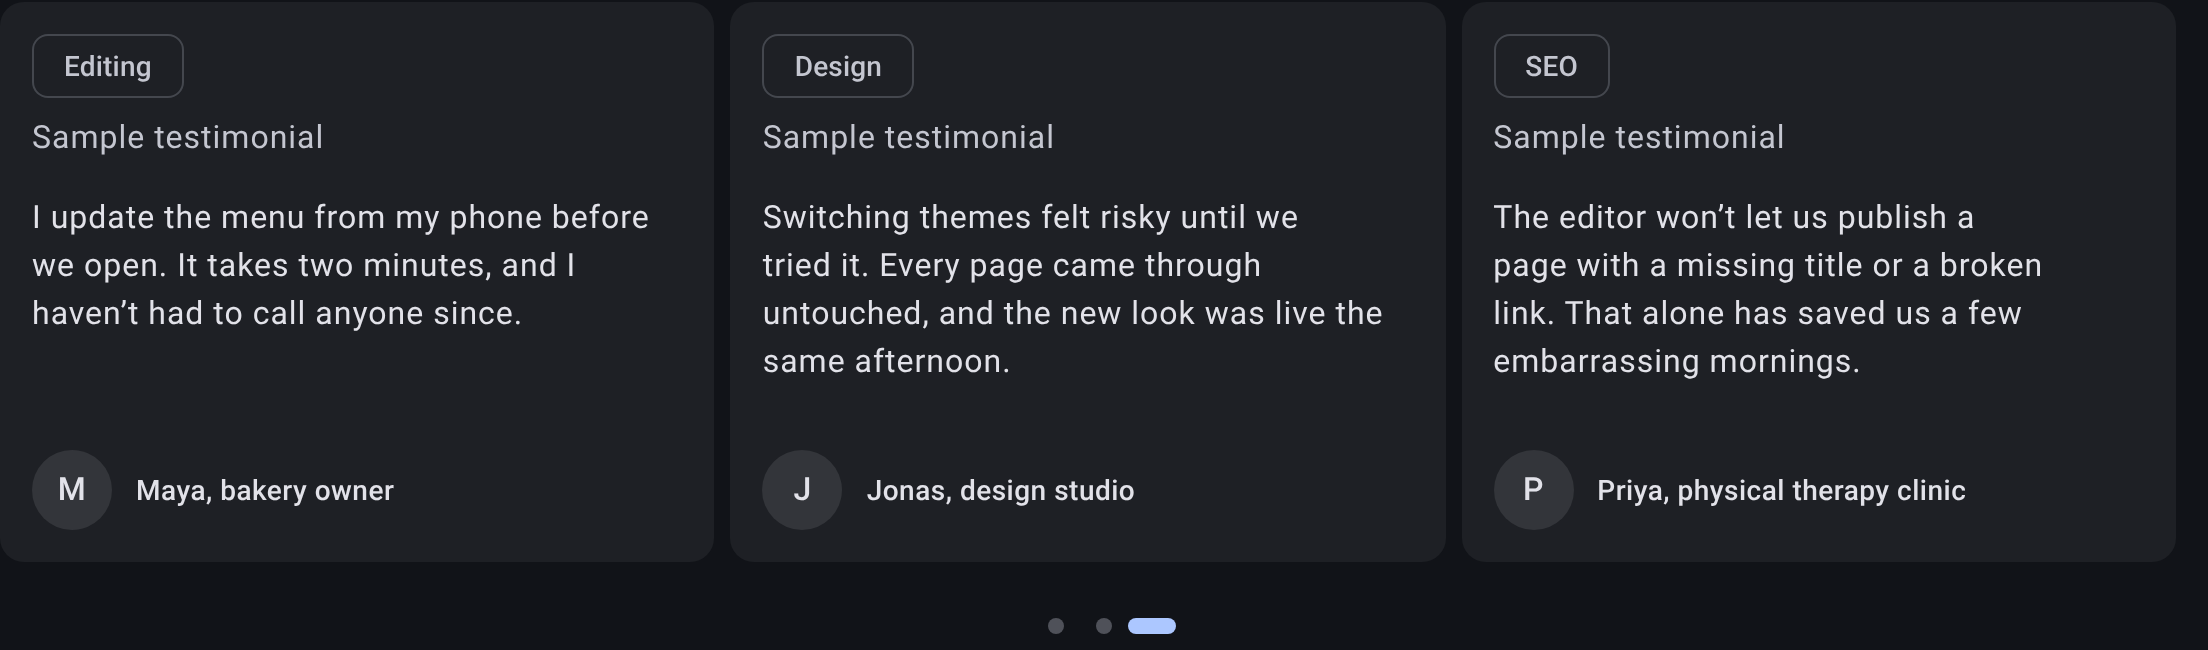 Editing
Sample testimonial
I update the menu from my phone before
we open. It takes two minutes, and I
haven’t had to call anyone since.
M
Maya, bakery owner
Design
Sample testimonial
Switching themes felt risky until we
tried it. Every page came through
untouched, and the new look was live the
same afternoon.
J
Jonas, design studio
SEO
Sample testimonial
The editor won’t let us publish a
page with a missing title or a broken
link. That alone has saved us a few
embarrassing mornings.
P
Priya, physical therapy clinic